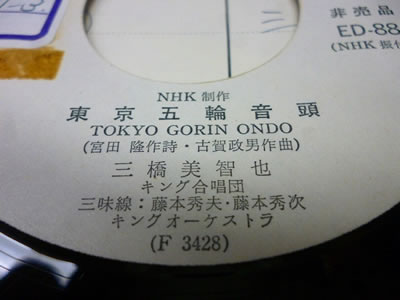 非売品
ED-88
(NHK 振付
NHK 制作
東京五輪音頭
TOKYO GORIN ONDO
(宮田 隆作詩・古賀政男作曲)
三橋美智也
キング合唱団
三味線：藤本秀夫・藤本秀次
キングオーケストラ
(F 3428)